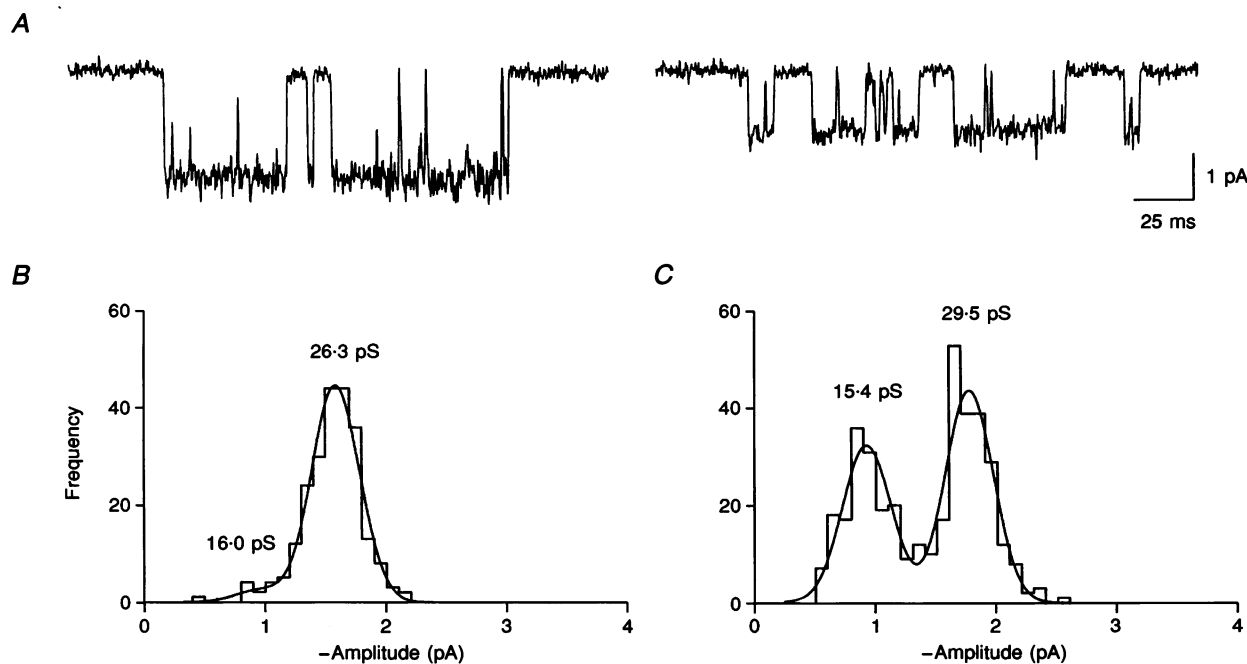 A
1 pA
25 ms
B
C
60
40
20
0
Frequency
16·0 pS
26·3 pS
0 1 2 3 4
−Amplitude (pA)
60
40
20
0
15·4 pS
29·5 pS
0 1 2 3 4
−Amplitude (pA)